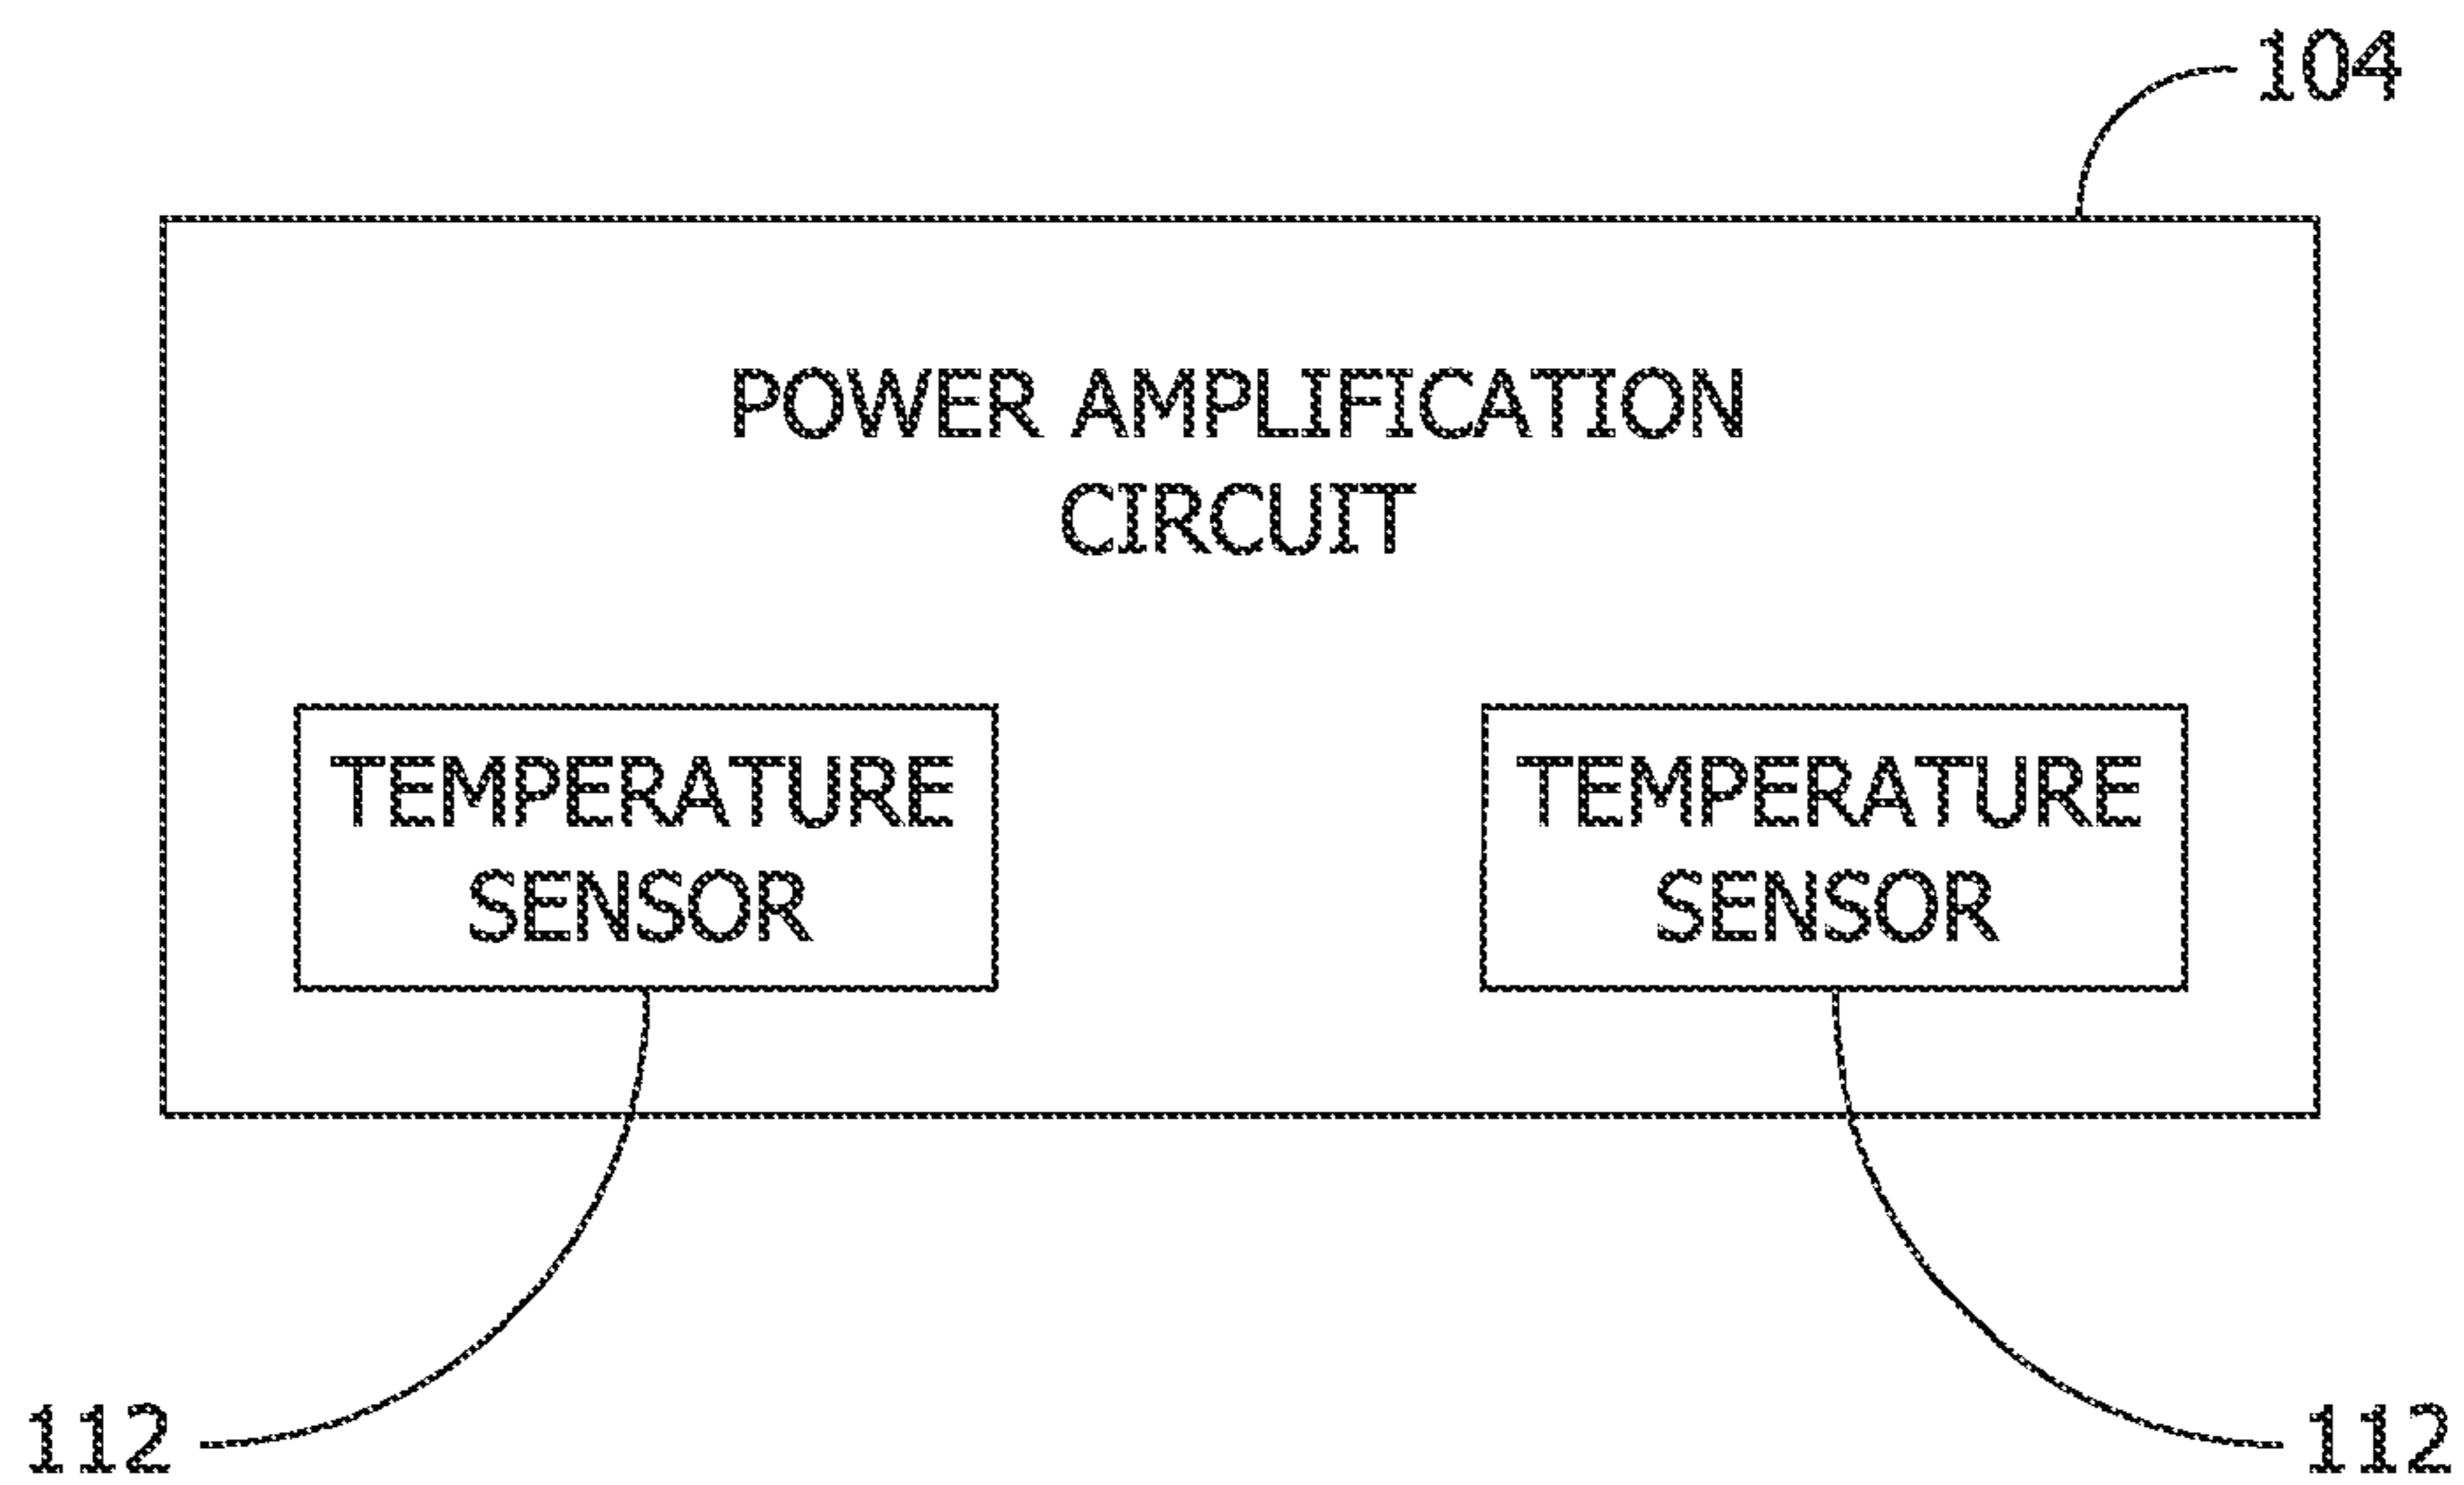 104
POWER AMPLIFICATION
CIRCUIT
TEMPERATURE
SENSOR
TEMPERATURE
SENSOR
112
112